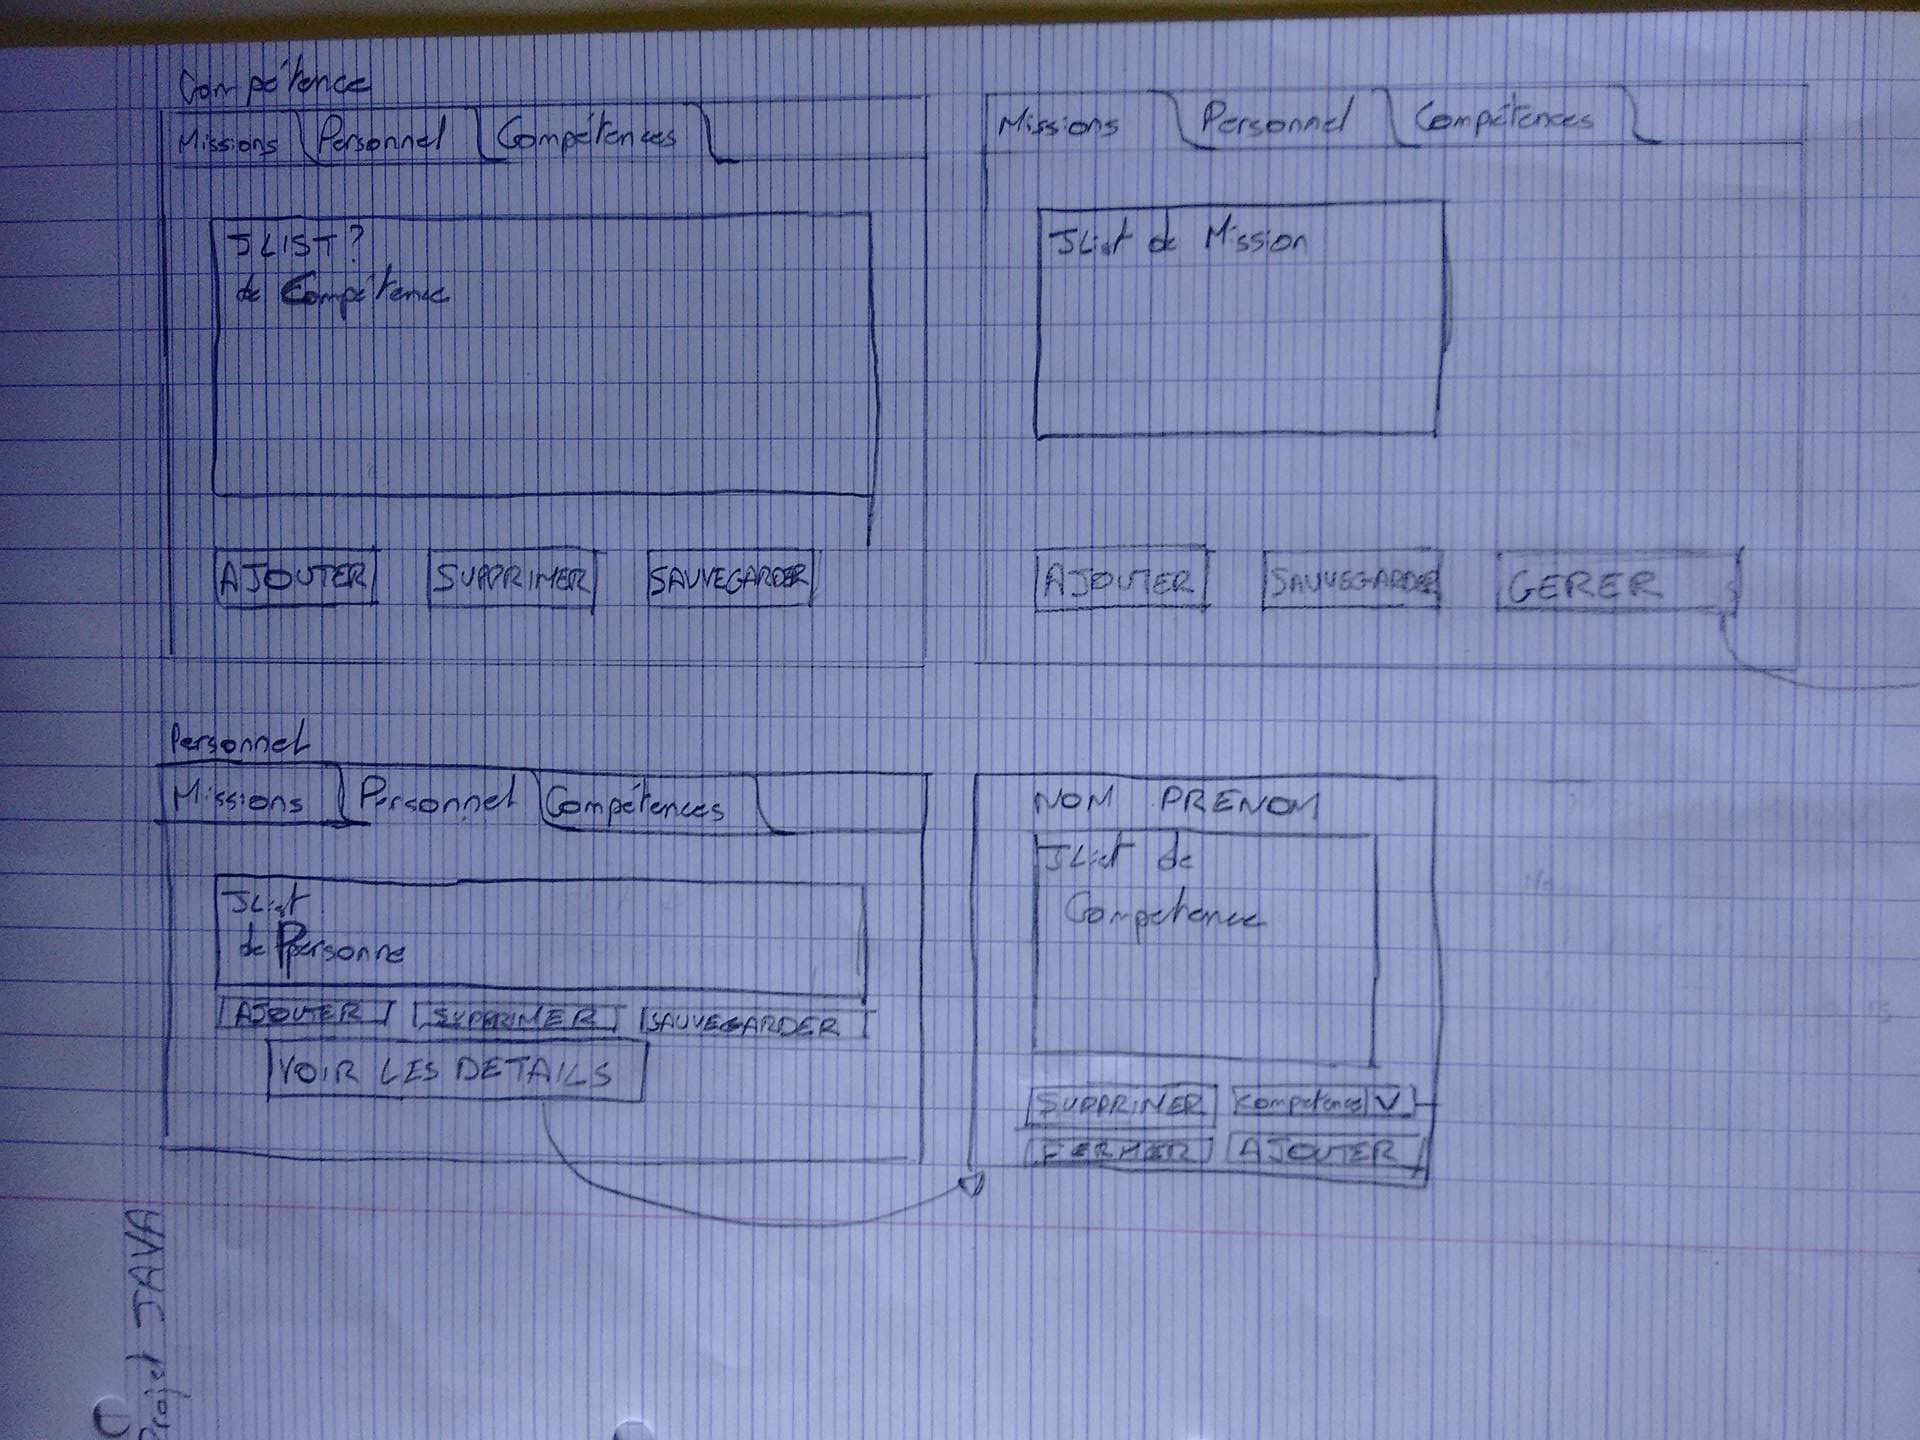 Compétence
Missions Personnel Compétences
JLIST?
de Compétence
AJOUTER SUPPRIMER SAUVEGARDER
Missions Personnel Compétences
JList de Mission
AJOUTER SAUVEGARDER GERER
Personnel
Missions Personnel Compétences
JList
de Personne
AJOUTER SUPPRIMER SAUVEGARDER
VOIR LES DETAILS
NOM PRENOM
JList de
Competence
SUPPRIMER Competences V
FERMER AJOUTER
Projet JAVA